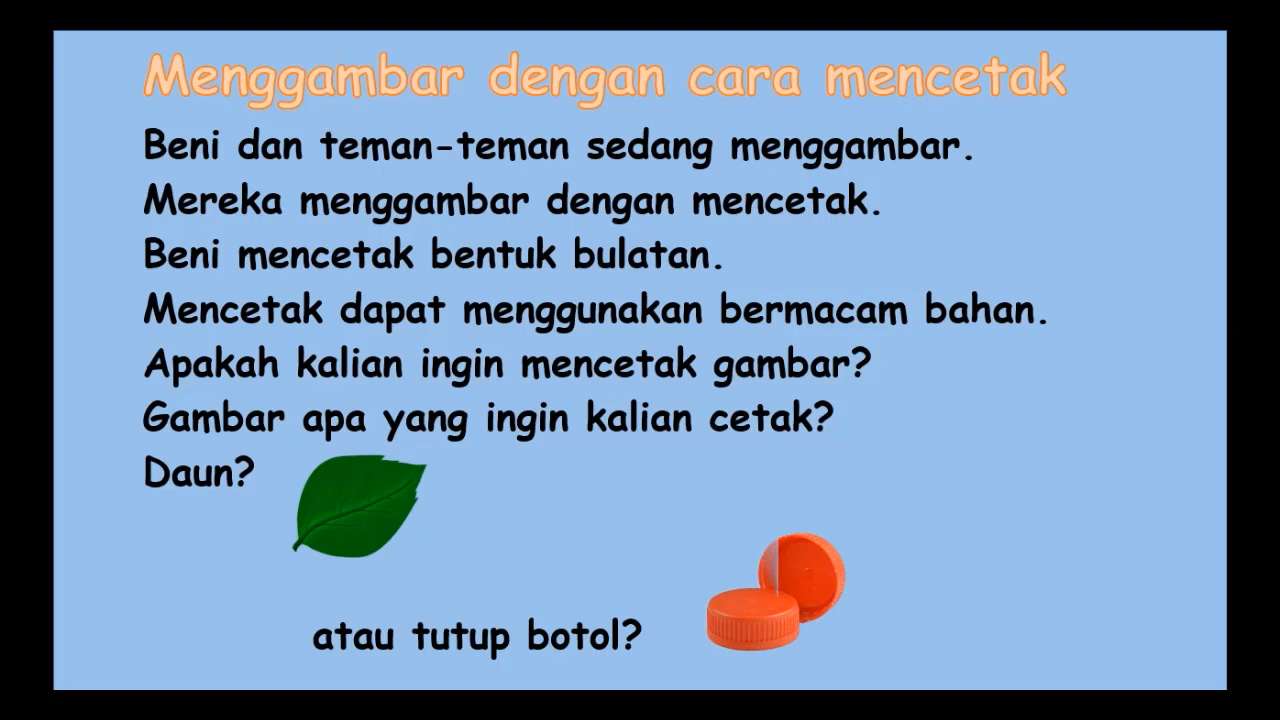 Menggambar dengan cara mencetak
Beni dan teman-teman sedang menggambar.
Mereka menggambar dengan mencetak.
Beni mencetak bentuk bulatan.
Mencetak dapat menggunakan bermacam bahan.
Apakah kalian ingin mencetak gambar?
Gambar apa yang ingin kalian cetak?
Daun?
atau tutup botol?